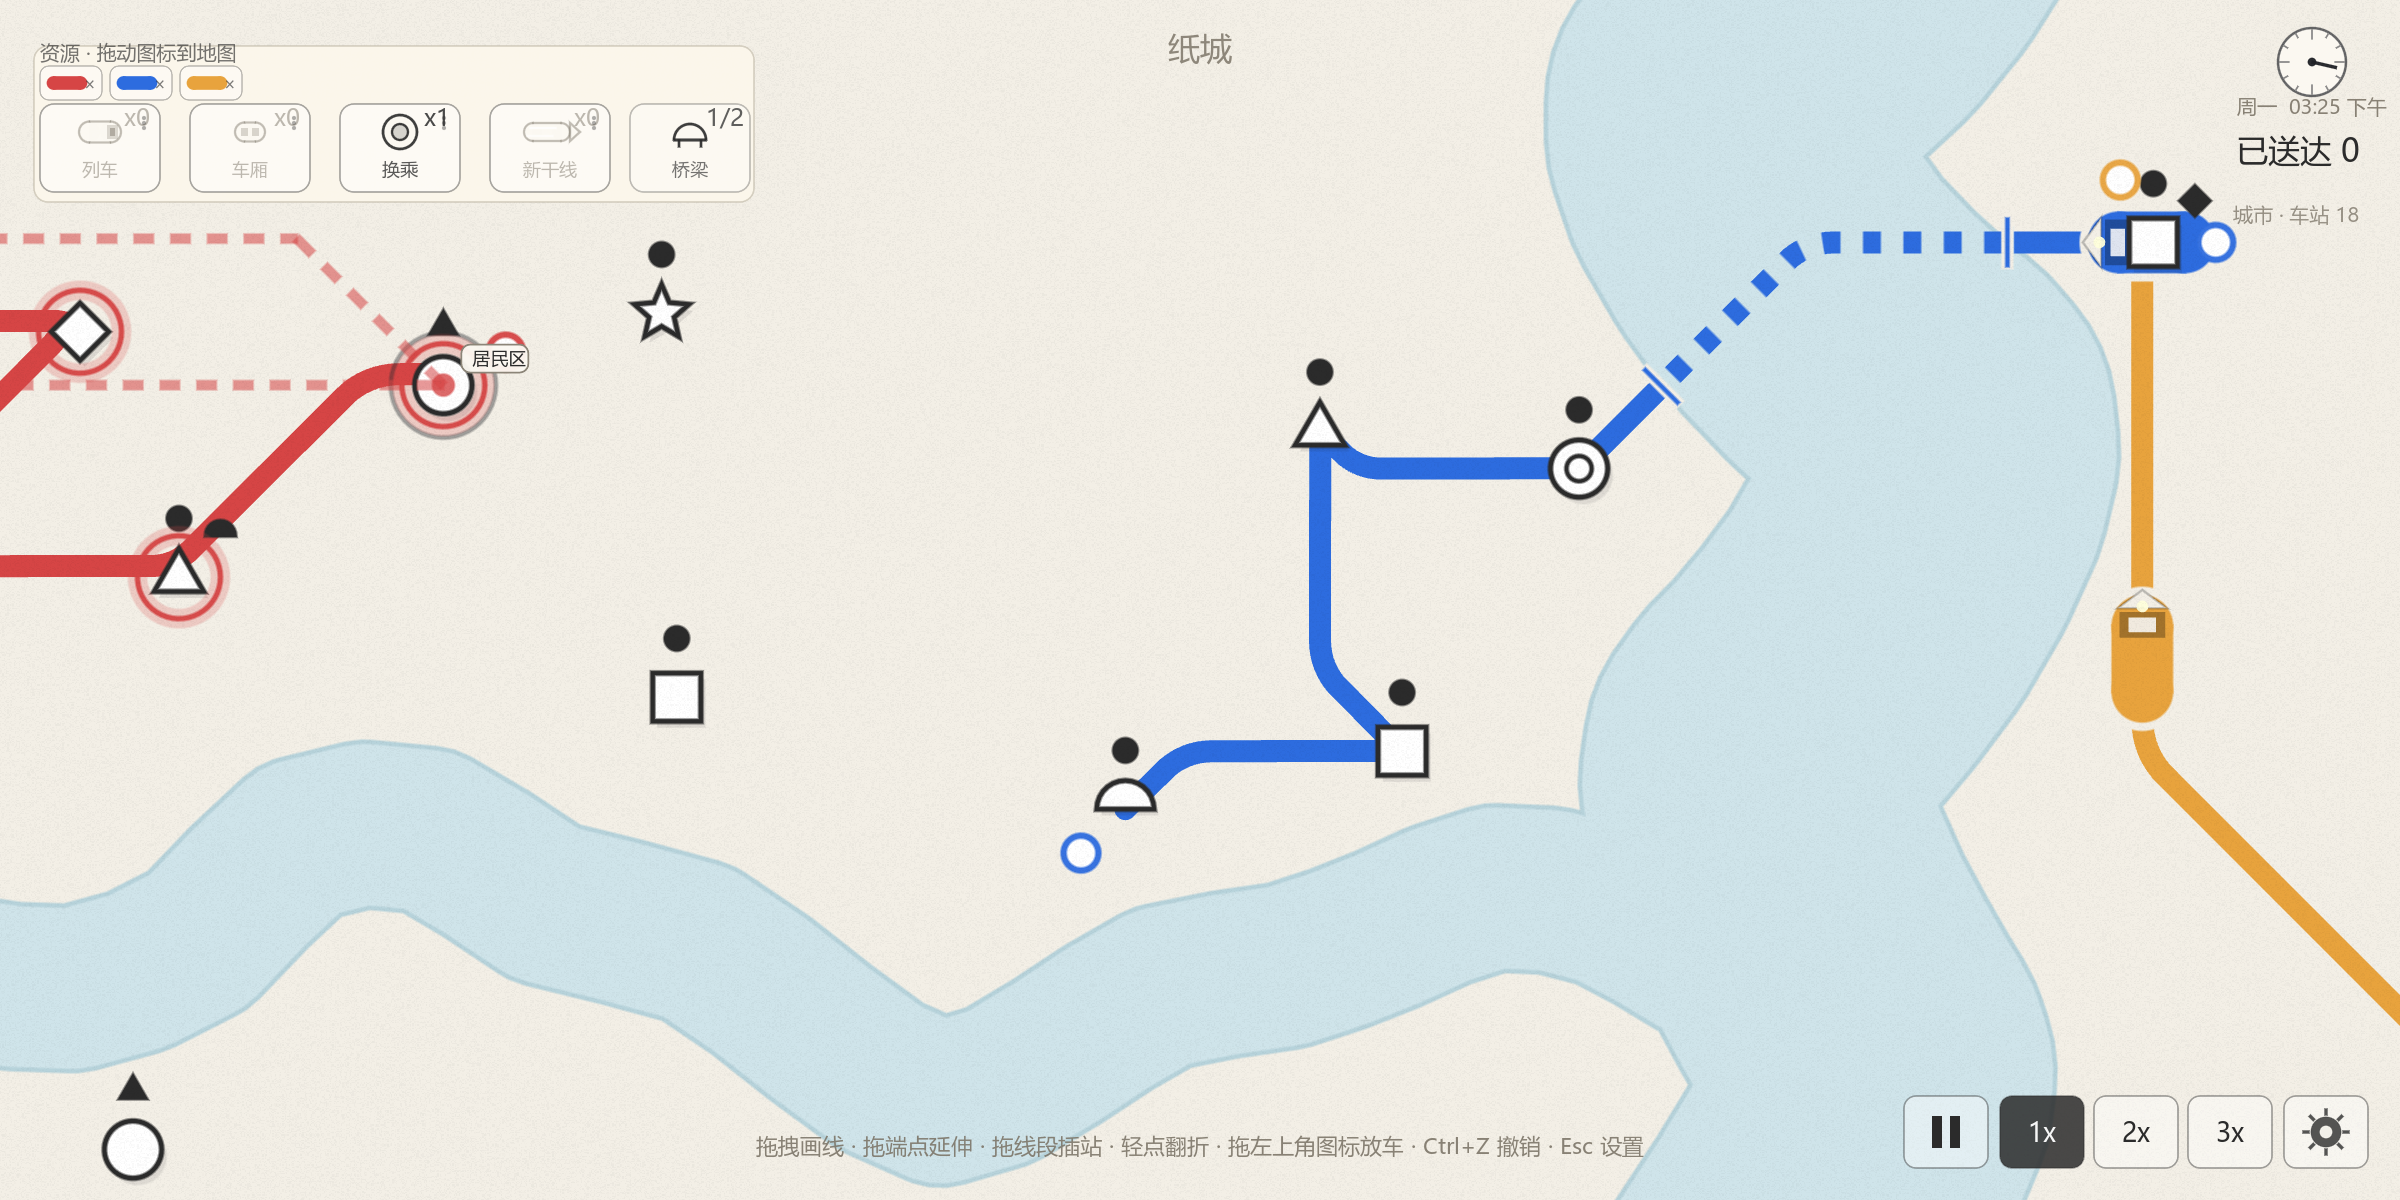 资源 · 拖动图标到地图
x0
列车
x0
车厢
x1
换乘
x0
新干线
1/2
桥梁
纸城
周一 03:25 下午
已送达 0
城市 · 车站 18
居民区
拖拽画线 · 拖端点延伸 · 拖线段插站 · 轻点翻折 · 拖左上角图标放车 · Ctrl+Z 撤销 · Esc 设置
1x
2x
3x